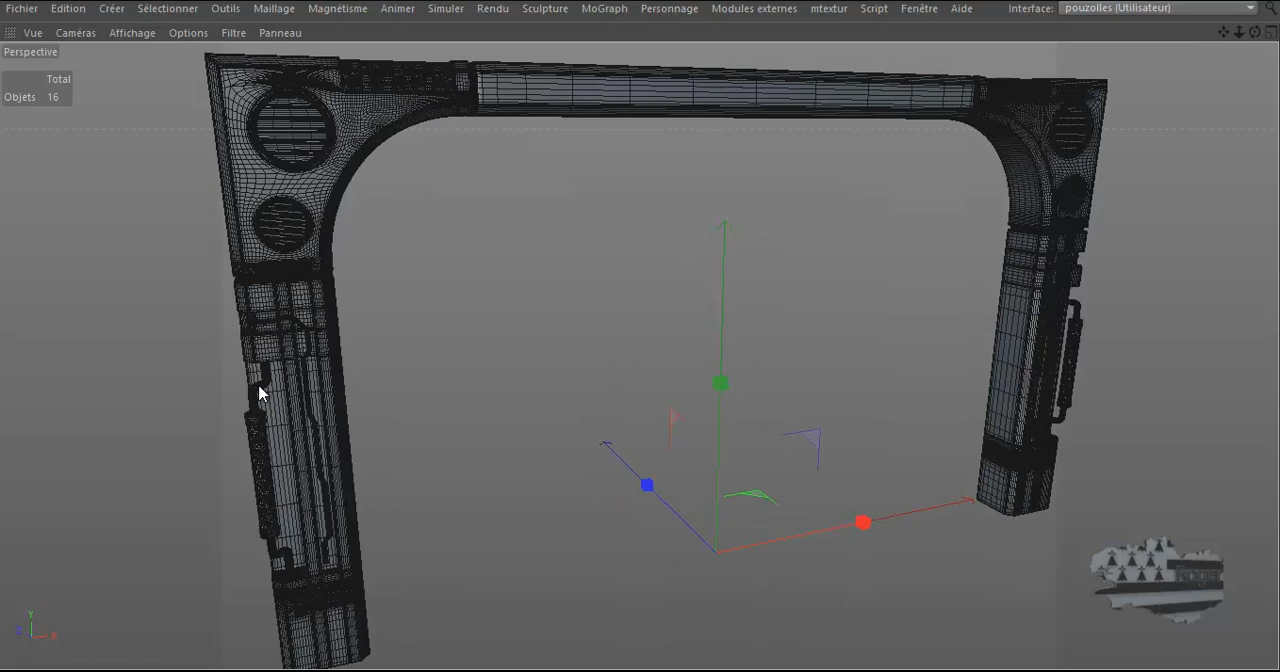 Fichier Edition Créer Sélectionner Outils Maillage Magnétisme Animer Simuler Rendu Sculpture MoGraph Personnage Modules externes mtextur Script Fenêtre Aide Interface: pouzolles (Utilisateur)
Vue Caméras Affichage Options Filtre Panneau
Perspective
Total
Objets 16
Y
Z X